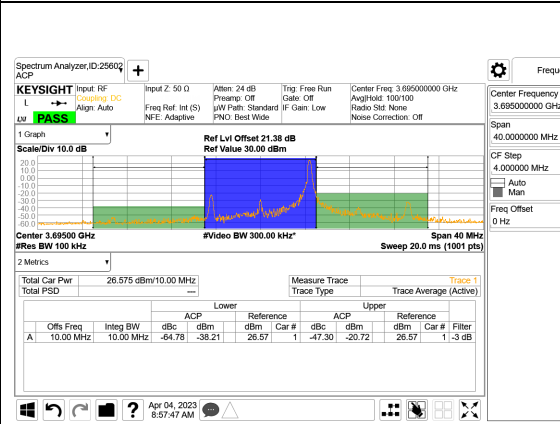 Spectrum Analyzer,ID:25602
ACP
Frequ
KEYSIGHT
L
LNI
PASS
Input: RF
Coupling: DC
Align: Auto
Input Z: 50 Ω
Freq Ref: Int (S)
NFE: Adaptive
Atten: 24 dB
Preamp: Off
µW Path: Standard
PNO: Best Wide
Trig: Free Run
Gate: Off
IF Gain: Low
Center Freq: 3.695000000 GHz
Avg|Hold: 100/100
Radio Std: None
Noise Correction: Off
Center Frequency
3.695000000 GHz
Span
40.0000000 MHz
CF Step
4.000000 MHz
Auto
Man
Freq Offset
0 Hz
1 Graph
Scale/Div 10.0 dB
Ref Lvl Offset 21.38 dB
Ref Value 30.00 dBm
20.0
10.0
0.00
-10.0
-20.0
-30.0
-40.0
-50.0
-60.0
Center 3.69500 GHz
#Video BW 300.00 kHz*
Span 40 MHz
#Res BW 100 kHz
Sweep 20.0 ms (1001 pts)
2 Metrics
Total Car Pwr 26.575 dBm/10.00 MHz
Total PSD ---
Measure Trace Trace 1
Trace Type Trace Average (Active)
Lower Upper
ACP Reference ACP Reference
Offs Freq Integ BW dBc dBm dBm Car # dBc dBm dBm Car # Filter
A 10.00 MHz 10.00 MHz -64.78 -38.21 26.57 1 -47.30 -20.72 26.57 1 -3 dB
?
Apr 04, 2023
8:57:47 AM